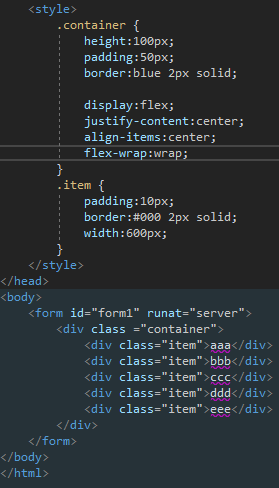 <style>
.container {
height:100px;
padding:50px;
border:blue 2px solid;
display:flex;
justify-content:center;
align-items:center;
flex-wrap:wrap;
}
.item {
padding:10px;
border:#000 2px solid;
width:600px;
}
</style>
</head>
<body>
<form id="form1" runat="server">
<div class ="container">
<div class="item">aaa</div>
<div class="item">bbb</div>
<div class="item">ccc</div>
<div class="item">ddd</div>
<div class="item">eee</div>
</div>
</form>
</body>
</html>